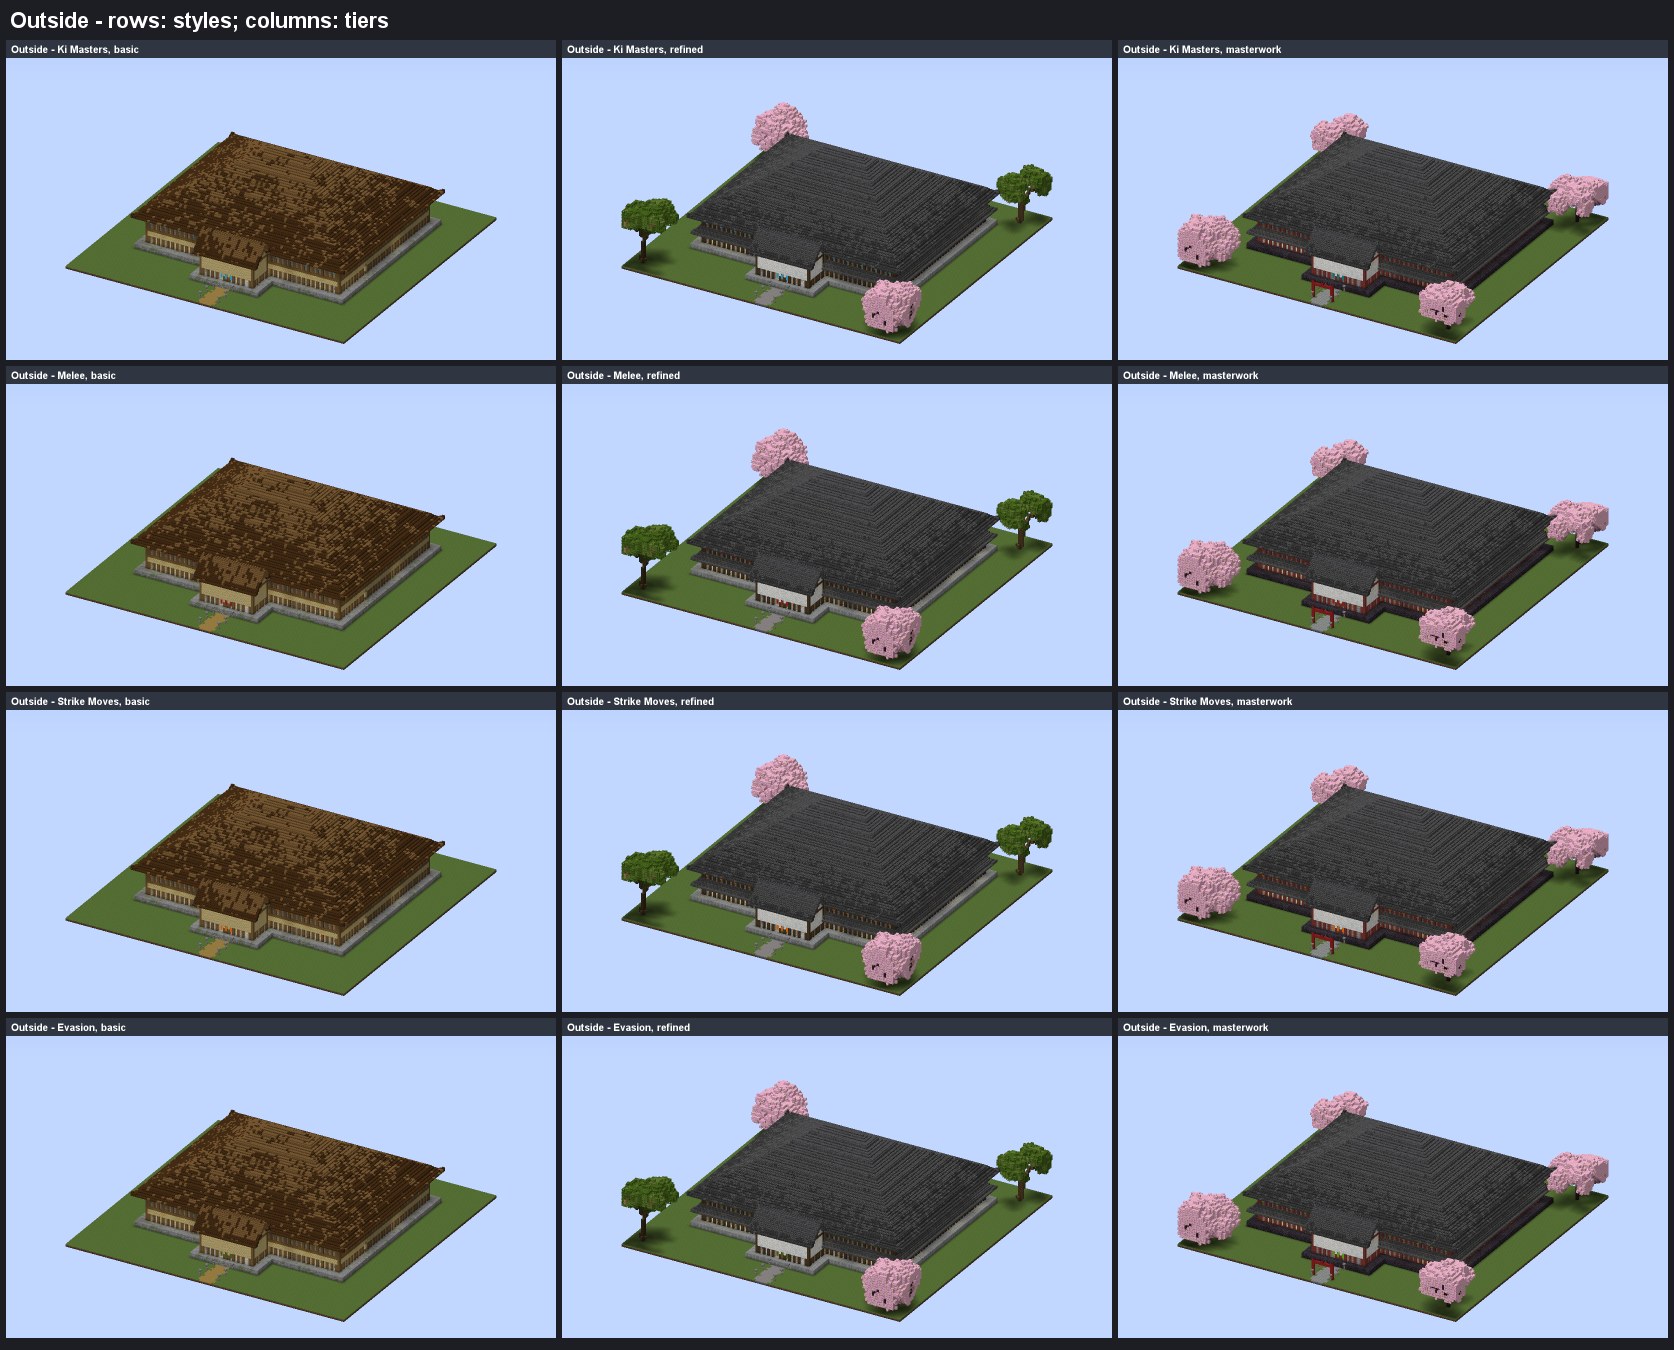 Outside - rows: styles; columns: tiers
Outside - Ki Masters, basic
Outside - Ki Masters, refined
Outside - Ki Masters, masterwork
Outside - Melee, basic
Outside - Melee, refined
Outside - Melee, masterwork
Outside - Strike Moves, basic
Outside - Strike Moves, refined
Outside - Strike Moves, masterwork
Outside - Evasion, basic
Outside - Evasion, refined
Outside - Evasion, masterwork